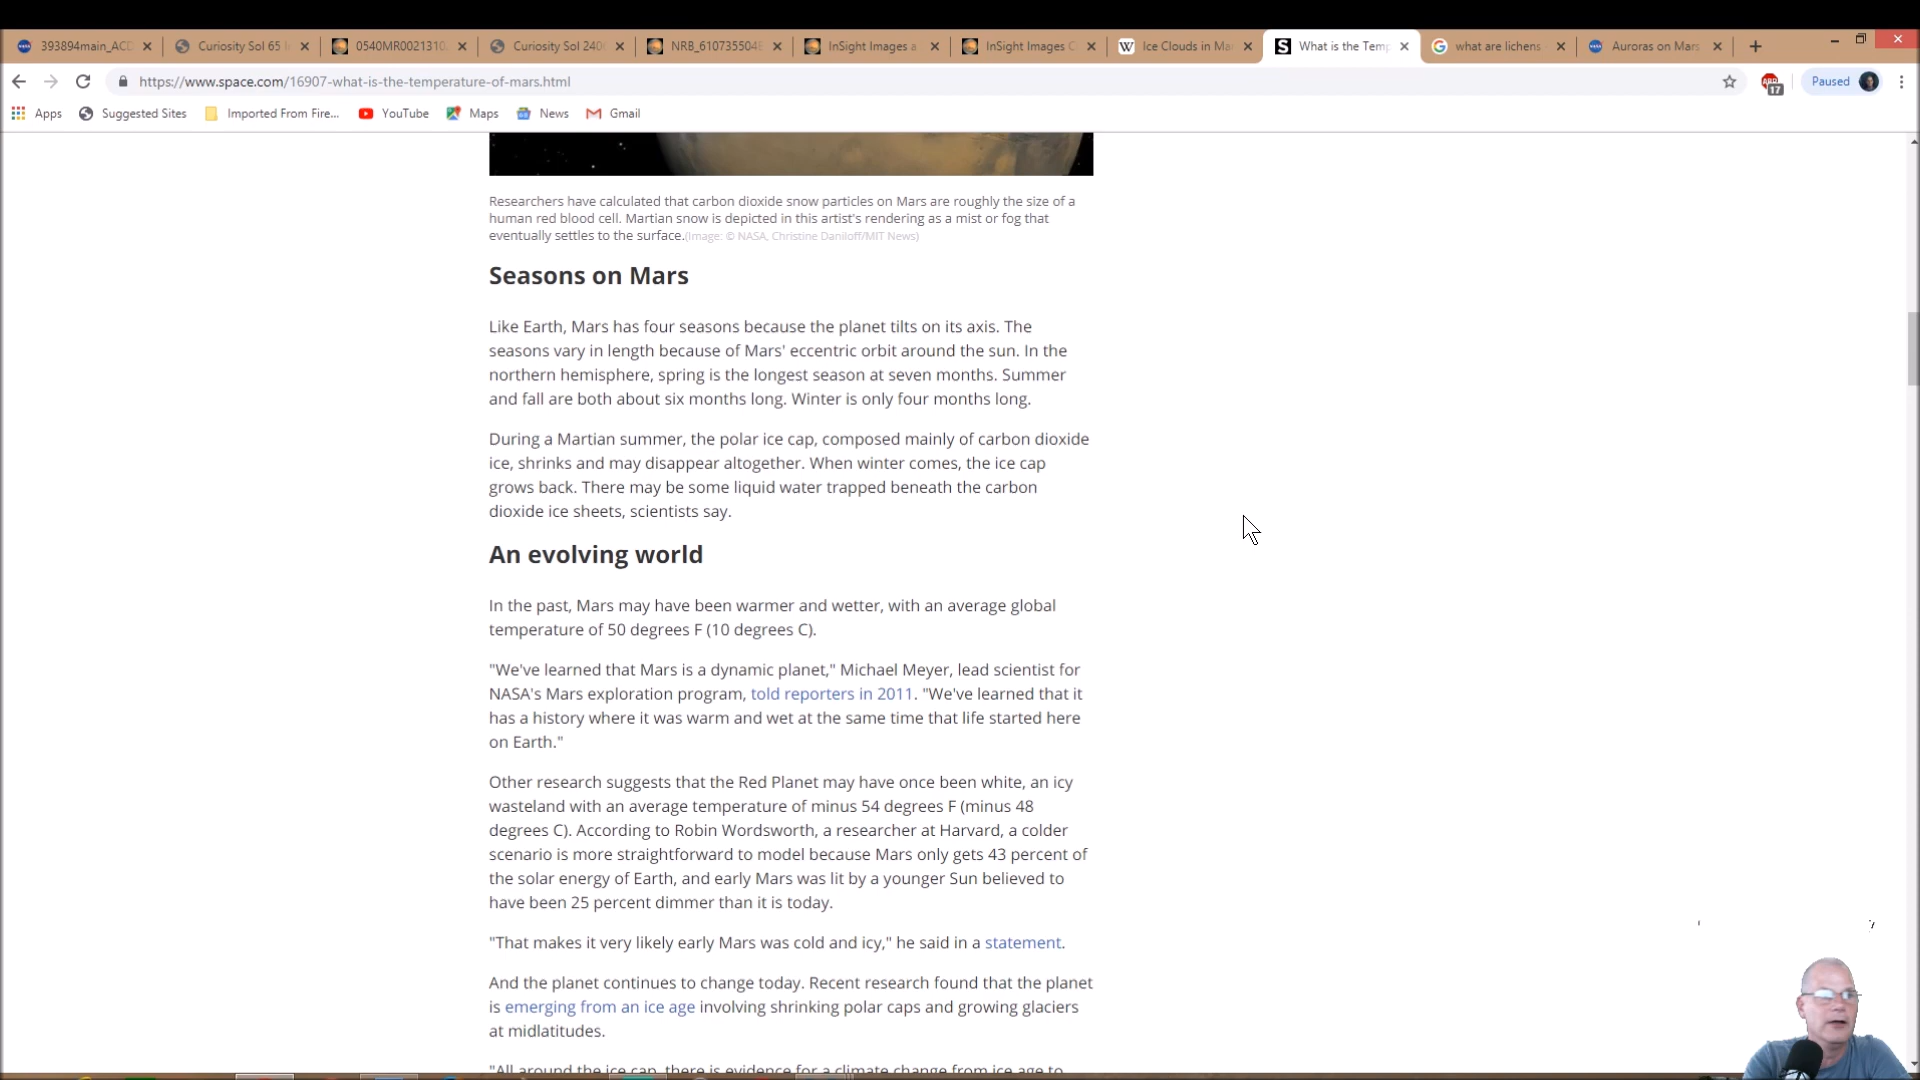 393894main_ACD
Curiosity Sol 65 I
0540MR0021310
Curiosity Sol 240
NRB_610735504
InSight Images a
InSight Images C
Ice Clouds in Mar
What is the Temp
what are lichens
Auroras on Mars
https://www.space.com/16907-what-is-the-temperature-of-mars.html
ABP
17
Paused
Apps
Suggested Sites
Imported From Fire...
YouTube
Maps
News
Gmail
Researchers have calculated that carbon dioxide snow particles on Mars are roughly the size of a
human red blood cell. Martian snow is depicted in this artist's rendering as a mist or fog that
eventually settles to the surface.(Image: © NASA, Christine Daniloff/MIT News)
Seasons on Mars
Like Earth, Mars has four seasons because the planet tilts on its axis. The
seasons vary in length because of Mars' eccentric orbit around the sun. In the
northern hemisphere, spring is the longest season at seven months. Summer
and fall are both about six months long. Winter is only four months long.
During a Martian summer, the polar ice cap, composed mainly of carbon dioxide
ice, shrinks and may disappear altogether. When winter comes, the ice cap
grows back. There may be some liquid water trapped beneath the carbon
dioxide ice sheets, scientists say.
An evolving world
In the past, Mars may have been warmer and wetter, with an average global
temperature of 50 degrees F (10 degrees C).
"We've learned that Mars is a dynamic planet," Michael Meyer, lead scientist for
NASA's Mars exploration program, told reporters in 2011. "We've learned that it
has a history where it was warm and wet at the same time that life started here
on Earth."
Other research suggests that the Red Planet may have once been white, an icy
wasteland with an average temperature of minus 54 degrees F (minus 48
degrees C). According to Robin Wordsworth, a researcher at Harvard, a colder
scenario is more straightforward to model because Mars only gets 43 percent of
the solar energy of Earth, and early Mars was lit by a younger Sun believed to
have been 25 percent dimmer than it is today.
"That makes it very likely early Mars was cold and icy," he said in a statement.
And the planet continues to change today. Recent research found that the planet
is emerging from an ice age involving shrinking polar caps and growing glaciers
at midlatitudes.
"All around the ice cap, there is evidence for a climate change from ice age to